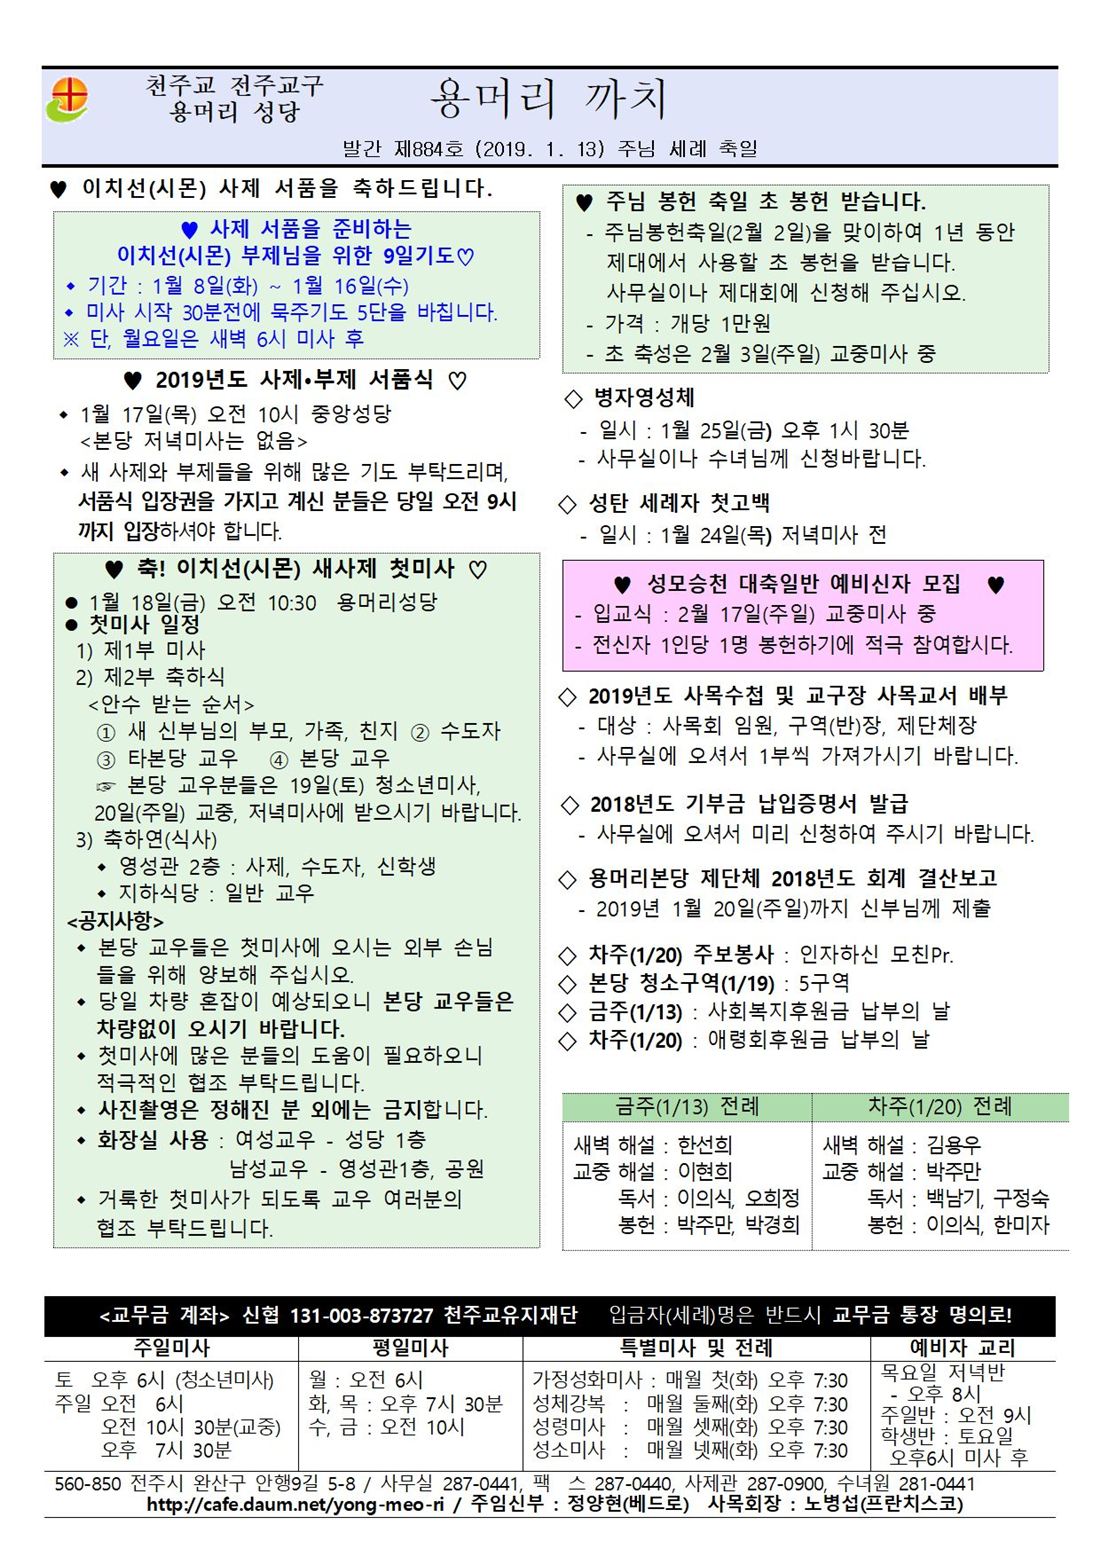 천주교 전주교구
용머리 성당
용머리 까치
발간 제884호 (2019. 1. 13) 주님 세례 축일
♥ 이치선(시몬) 사제 서품을 축하드립니다.
♥ 사제 서품을 준비하는
이치선(시몬) 부제님을 위한 9일기도♡
◆ 기간 : 1월 8일(화) ~ 1월 16일(수)
◆ 미사 시작 30분전에 묵주기도 5단을 바칩니다.
※ 단, 월요일은 새벽 6시 미사 후
♥ 2019년도 사제•부제 서품식 ♡
◆ 1월 17일(목) 오전 10시 중앙성당
<본당 저녁미사는 없음>
◆ 새 사제와 부제들을 위해 많은 기도 부탁드리며,
서품식 입장권을 가지고 계신 분들은 당일 오전 9시
까지 입장하셔야 합니다.
♥ 축! 이치선(시몬) 새사제 첫미사 ♡
● 1월 18일(금) 오전 10:30 용머리성당
● 첫미사 일정
1) 제1부 미사
2) 제2부 축하식
<안수 받는 순서>
① 새 신부님의 부모, 가족, 친지 ② 수도자
③ 타본당 교우 ④ 본당 교우
☞ 본당 교우분들은 19일(토) 청소년미사,
20일(주일) 교중, 저녁미사에 받으시기 바랍니다.
3) 축하연(식사)
◆ 영성관 2층 : 사제, 수도자, 신학생
◆ 지하식당 : 일반 교우
<공지사항>
◆ 본당 교우들은 첫미사에 오시는 외부 손님
들을 위해 양보해 주십시오.
◆ 당일 차량 혼잡이 예상되오니 본당 교우들은
차량없이 오시기 바랍니다.
◆ 첫미사에 많은 분들의 도움이 필요하오니
적극적인 협조 부탁드립니다.
◆ 사진촬영은 정해진 분 외에는 금지합니다.
◆ 화장실 사용 : 여성교우 - 성당 1층
남성교우 - 영성관1층, 공원
◆ 거룩한 첫미사가 되도록 교우 여러분의
협조 부탁드립니다.
♥ 주님 봉헌 축일 초 봉헌 받습니다.
- 주님봉헌축일(2월 2일)을 맞이하여 1년 동안
제대에서 사용할 초 봉헌을 받습니다.
사무실이나 제대회에 신청해 주십시오.
- 가격 : 개당 1만원
- 초 축성은 2월 3일(주일) 교중미사 중
◇ 병자영성체
- 일시 : 1월 25일(금) 오후 1시 30분
- 사무실이나 수녀님께 신청바랍니다.
◇ 성탄 세례자 첫고백
- 일시 : 1월 24일(목) 저녁미사 전
♥ 성모승천 대축일반 예비신자 모집 ♥
- 입교식 : 2월 17일(주일) 교중미사 중
- 전신자 1인당 1명 봉헌하기에 적극 참여합시다.
◇ 2019년도 사목수첩 및 교구장 사목교서 배부
- 대상 : 사목회 임원, 구역(반)장, 제단체장
- 사무실에 오셔서 1부씩 가져가시기 바랍니다.
◇ 2018년도 기부금 납입증명서 발급
- 사무실에 오셔서 미리 신청하여 주시기 바랍니다.
◇ 용머리본당 제단체 2018년도 회계 결산보고
- 2019년 1월 20일(주일)까지 신부님께 제출
◇ 차주(1/20) 주보봉사 : 인자하신 모친Pr.
◇ 본당 청소구역(1/19) : 5구역
◇ 금주(1/13) : 사회복지후원금 납부의 날
◇ 차주(1/20) : 애령회후원금 납부의 날
금주(1/13) 전례
새벽 해설 : 한선희
교중 해설 : 이현희
독서 : 이의식, 오희정
봉헌 : 박주만, 박경희
차주(1/20) 전례
새벽 해설 : 김용우
교중 해설 : 박주만
독서 : 백남기, 구정숙
봉헌 : 이의식, 한미자
<교무금 계좌> 신협 131-003-873727 천주교유지재단 입금자(세례)명은 반드시 교무금 통장 명의로!
주일미사
토 오후 6시 (청소년미사)
주일 오전 6시
오전 10시 30분(교중)
오후 7시 30분
평일미사
월 : 오전 6시
화, 목 : 오후 7시 30분
수, 금 : 오전 10시
특별미사 및 전례
가정성화미사 : 매월 첫(화) 오후 7:30
성체강복 : 매월 둘째(화) 오후 7:30
성령미사 : 매월 셋째(화) 오후 7:30
성소미사 : 매월 넷째(화) 오후 7:30
예비자 교리
목요일 저녁반
- 오후 8시
주일반 : 오전 9시
학생반 : 토요일
오후6시 미사 후
560-850 전주시 완산구 안행9길 5-8 / 사무실 287-0441, 팩 스 287-0440, 사제관 287-0900, 수녀원 281-0441
http://cafe.daum.net/yong-meo-ri / 주임신부 : 정양현(베드로) 사목회장 : 노병섭(프란치스코)